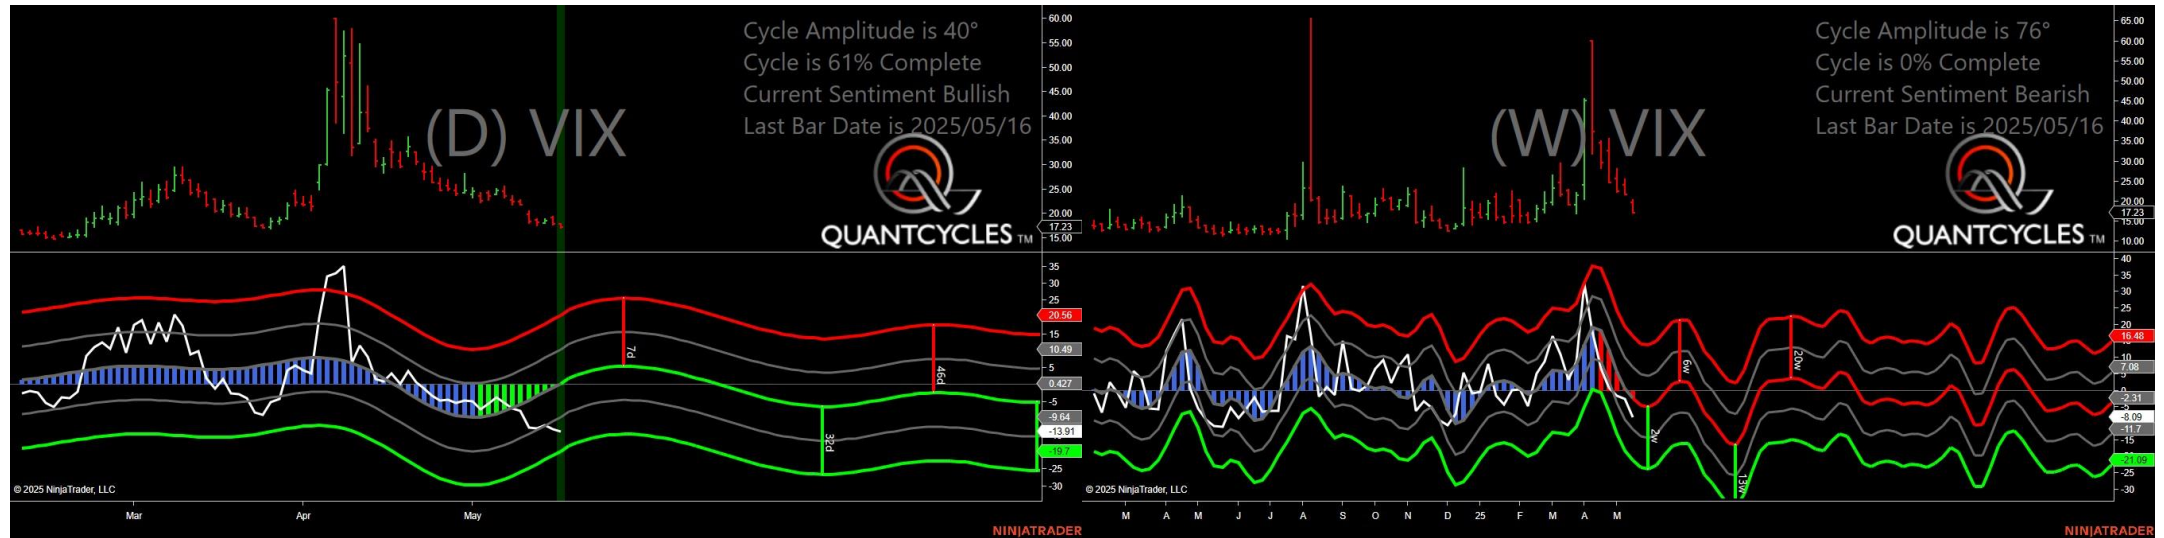 Cycle Amplitude is 40°
Cycle is 61% Complete
Current Sentiment Bullish
Last Bar Date is 2025/05/16
(D) VIX
QUANTCYCLES TM
60.00
55.00
50.00
45.00
40.00
35.00
30.00
25.00
20.00
17.23
15.00
35
30
25
20.56
15
10.49
5
0.427
-5
-9.64
-13.91
-19.7
-25
-30
7d
32d
46d
© 2025 NinjaTrader, LLC
Mar Apr May
NINJATRADER
Cycle Amplitude is 76°
Cycle is 0% Complete
Current Sentiment Bearish
Last Bar Date is 2025/05/16
(W) VIX
QUANTCYCLES TM
65.00
60.00
55.00
50.00
45.00
40.00
35.00
30.00
25.00
20.00
17.23
15.00
10.00
40
35
30
25
20
16.48
10
7.08
0
-2.31
-8.09
-11.7
-15
-21.09
-25
-30
2w
6w
13w
20w
© 2025 NinjaTrader, LLC
M A M J J A S O N D 25 F M A M
NINJATRADER